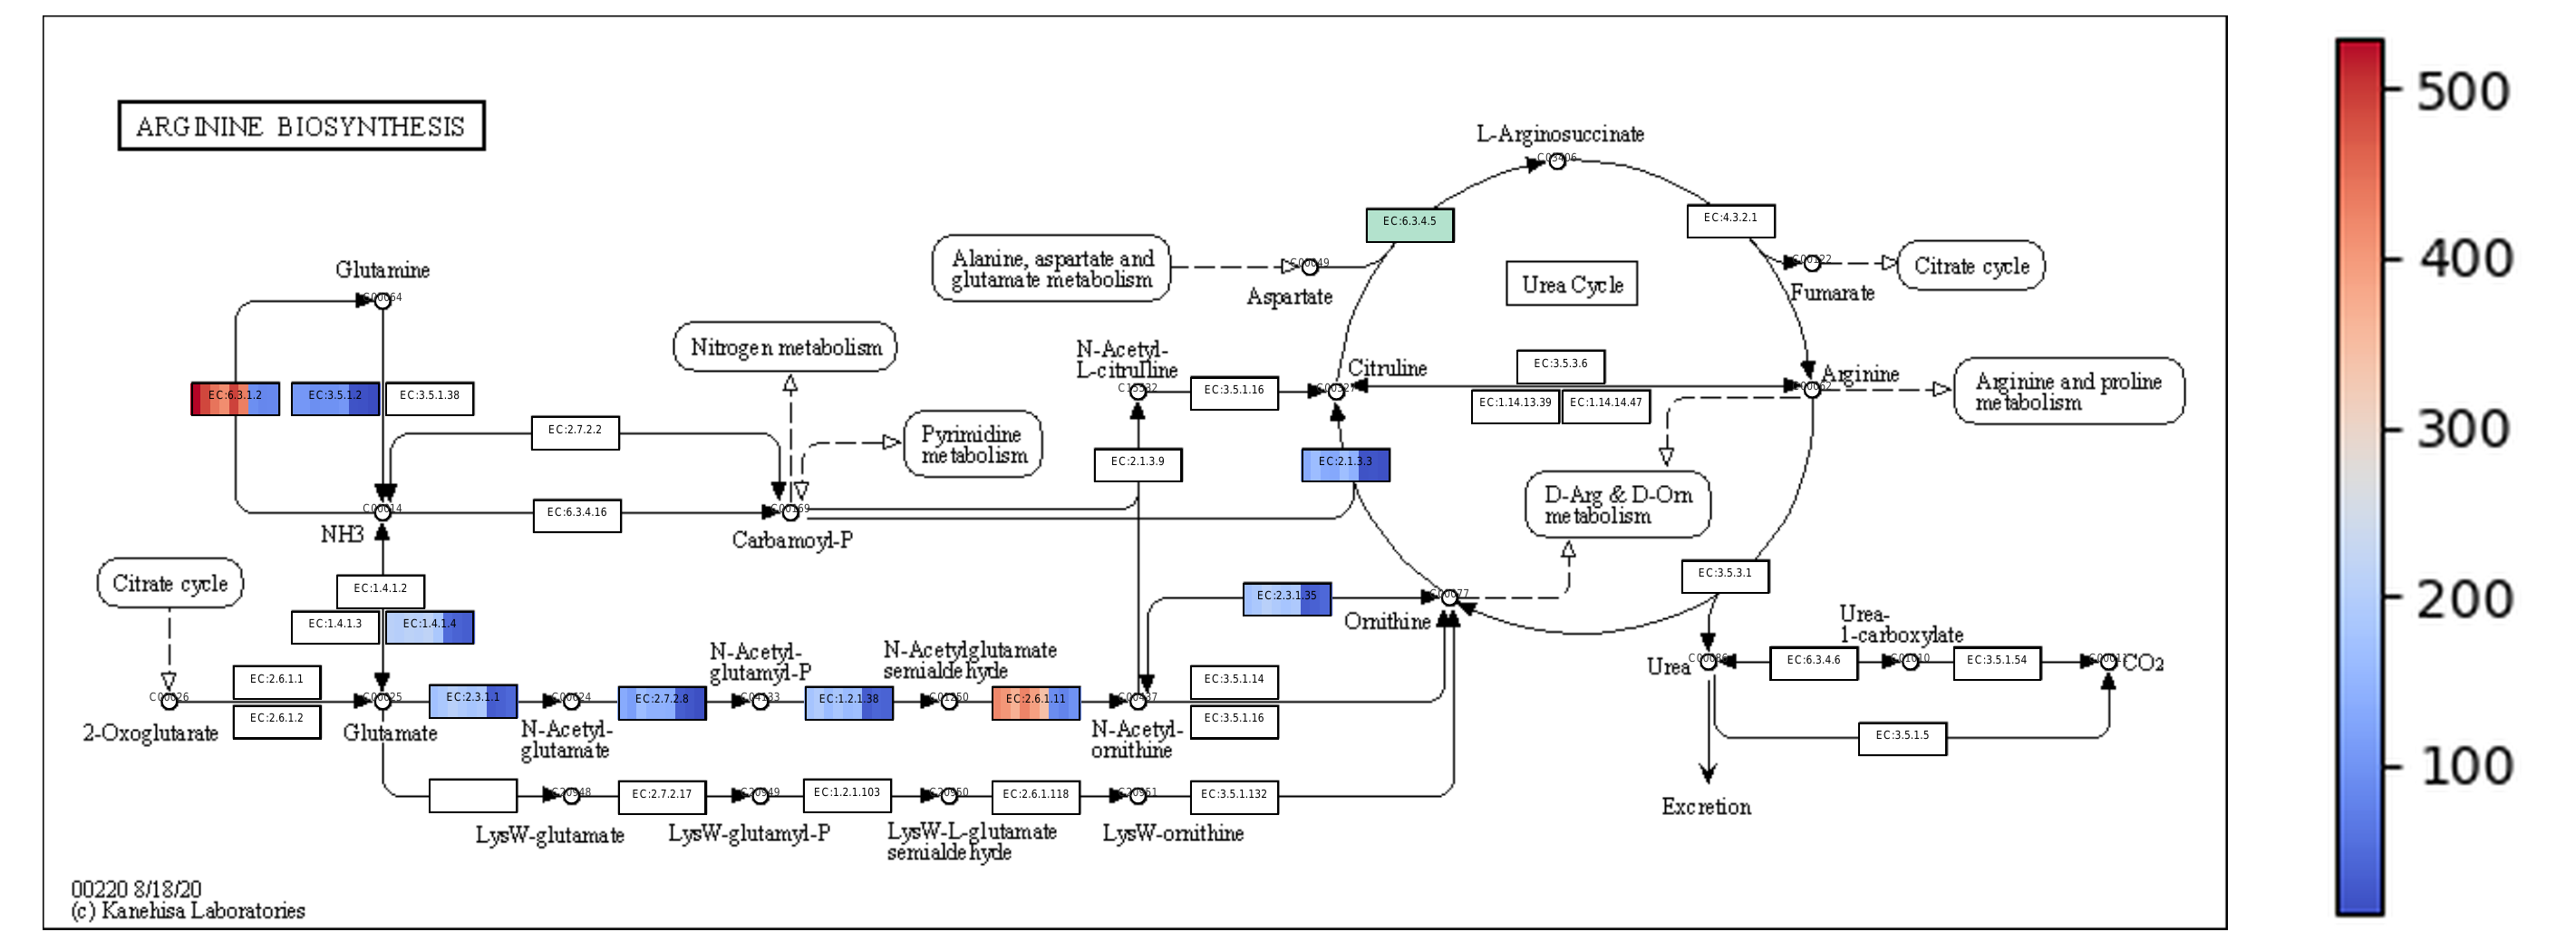 ARGININE BIOSYNTHESIS
L-Arginosuccinate
C03406
EC:6.3.4.5
EC:4.3.2.1
Alanine, aspartate and
glutamate metabolism
C00049
Aspartate
Urea Cycle
C00122
Fumarate
Citrate cycle
Glutamine
C00064
Nitrogen metabolism
N-Acetyl-
L-citrulline
EC:3.5.1.16
Citruline
EC:3.5.3.6
EC:1.14.13.39
EC:1.14.14.47
Arginine
C00062
Arginine and proline
metabolism
EC:6.3.1.2
EC:3.5.1.2
EC:3.5.1.38
EC:2.7.2.2
Pyrimidine
metabolism
EC:2.1.3.9
EC:2.1.3.3
D-Arg & D-Orn
metabolism
C00014
NH3
EC:6.3.4.16
C00169
Carbamoyl-P
Citrate cycle
EC:1.4.1.2
EC:1.4.1.3
EC:1.4.1.4
EC:2.3.1.35
C00077
Ornithine
EC:3.5.3.1
Urea-
1-carboxylate
Urea
C00086
EC:6.3.4.6
C01010
EC:3.5.1.54
C00011
CO2
EC:3.5.1.5
Excretion
C00026
2-Oxoglutarate
EC:2.6.1.1
EC:2.6.1.2
C00025
Glutamate
EC:2.3.1.1
C00624
N-Acetyl-
glutamate
EC:2.7.2.8
N-Acetyl-
glutamyl-P
C04133
EC:1.2.1.38
N-Acetylglutamate
semialdehyde
C01250
EC:2.6.1.11
C00437
N-Acetyl-
ornithine
EC:3.5.1.14
EC:3.5.1.16
C20948
LysW-glutamate
EC:2.7.2.17
C20949
LysW-glutamyl-P
EC:1.2.1.103
C20950
LysW-L-glutamate
semialdehyde
EC:2.6.1.118
C20951
LysW-ornithine
EC:3.5.1.132
00220 8/18/20
(c) Kanehisa Laboratories
500
400
300
200
100